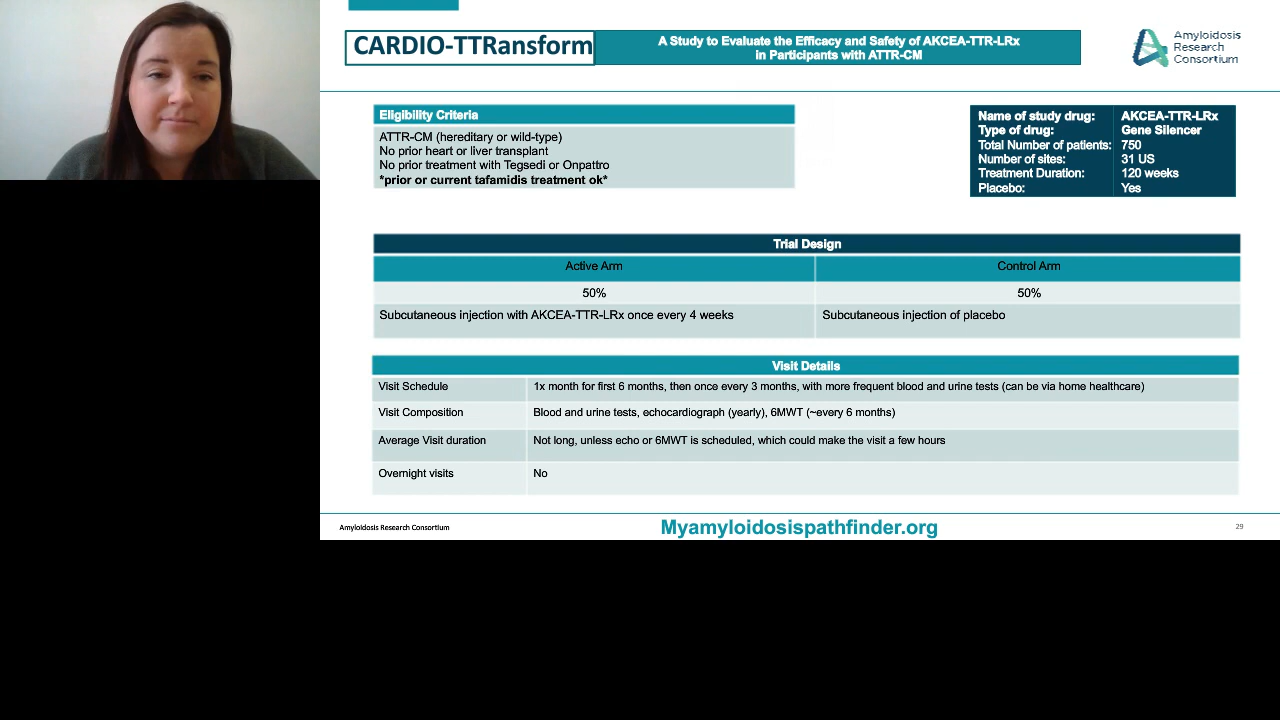 CARDIO-TTRansform
A Study to Evaluate the Efficacy and Safety of AKCEA-TTR-LRx
in Participants with ATTR-CM
Amyloidosis
Research
Consortium
Eligibility Criteria
ATTR-CM (hereditary or wild-type)
No prior heart or liver transplant
No prior treatment with Tegsedi or Onpattro
*prior or current tafamidis treatment ok*
Name of study drug: AKCEA-TTR-LRx
Type of drug: Gene Silencer
Total Number of patients: 750
Number of sites: 31 US
Treatment Duration: 120 weeks
Placebo: Yes
Trial Design
Active Arm Control Arm
50% 50%
Subcutaneous injection with AKCEA-TTR-LRx once every 4 weeks Subcutaneous injection of placebo
Visit Details
Visit Schedule 1x month for first 6 months, then once every 3 months, with more frequent blood and urine tests (can be via home healthcare)
Visit Composition Blood and urine tests, echocardiograph (yearly), 6MWT (~every 6 months)
Average Visit duration Not long, unless echo or 6MWT is scheduled, which could make the visit a few hours
Overnight visits No
Amyloidosis Research Consortium
Myamyloidosispathfinder.org
29